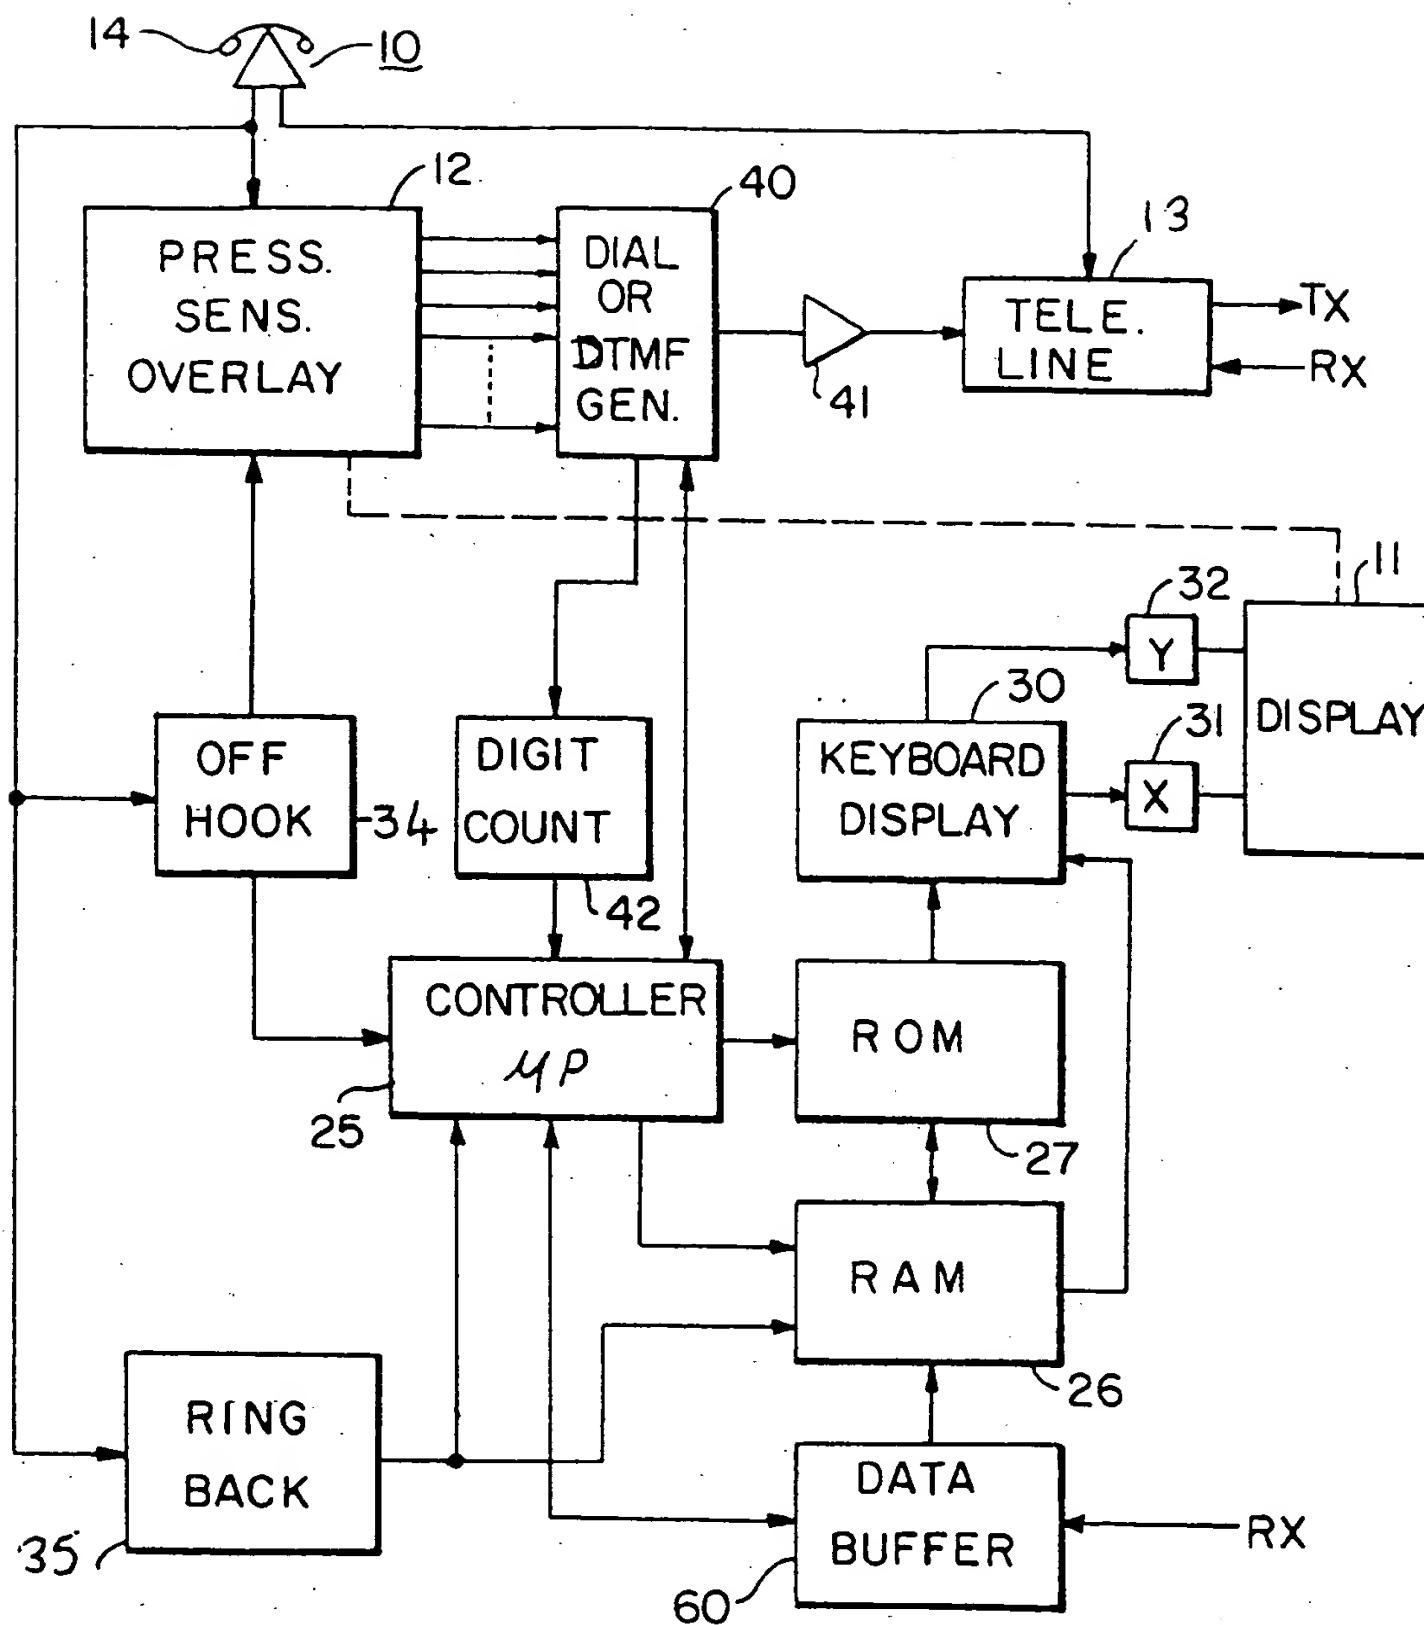 14
10
12
40
13
PRESS.
SENS.
OVERLAY
DIAL
OR
DTMF
GEN.
41
TELE.
LINE
TX
RX
11
32
Y
30
31
X
DISPLAY
OFF
HOOK
34
DIGIT
COUNT
42
KEYBOARD
DISPLAY
CONTROLLER
μP
25
ROM
27
RAM
26
RING
BACK
35
DATA
BUFFER
60
RX